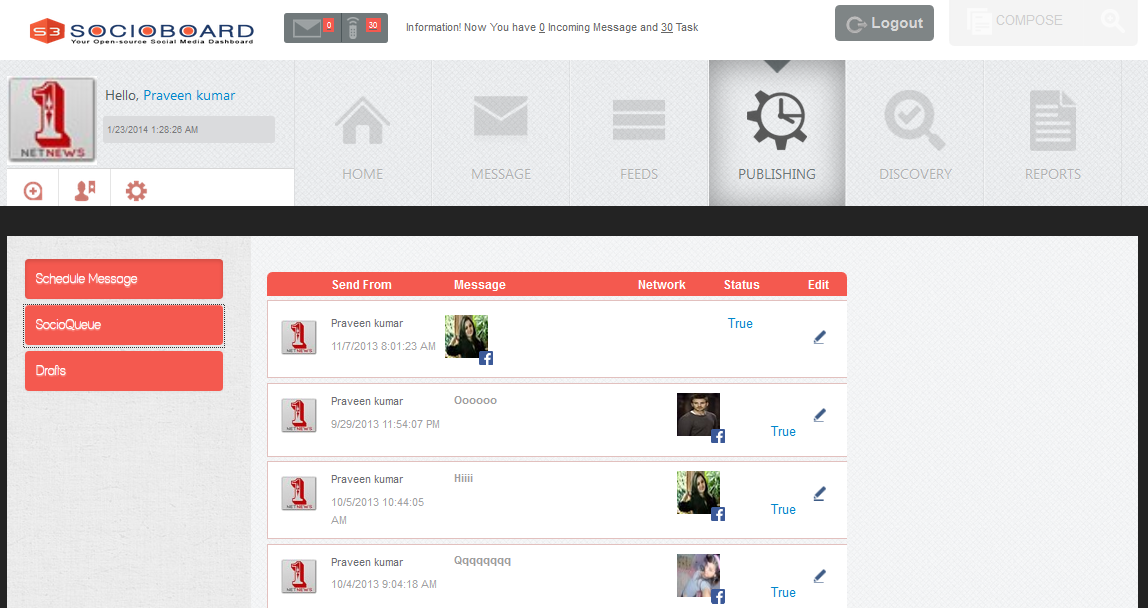 S3 SOCIOBOARD
Your Open-source Social Media Dashboard
0
30
Information! Now You have 0 Incoming Message and 30 Task
Logout
COMPOSE
1
NETNEWS
Hello, Praveen kumar
1/23/2014 1:28:26 AM
HOME
MESSAGE
FEEDS
PUBLISHING
DISCOVERY
REPORTS
Schedule Message
SocioQueue
Drafts
Send From Message Network Status Edit
1
NETNEWS
Praveen kumar
11/7/2013 8:01:23 AM
f
True
1
NETNEWS
Praveen kumar
9/29/2013 11:54:07 PM
Oooooo
f
True
1
NETNEWS
Praveen kumar
10/5/2013 10:44:05
AM
Hiiii
f
True
1
NETNEWS
Praveen kumar
10/4/2013 9:04:18 AM
Qqqqqqqq
f
True